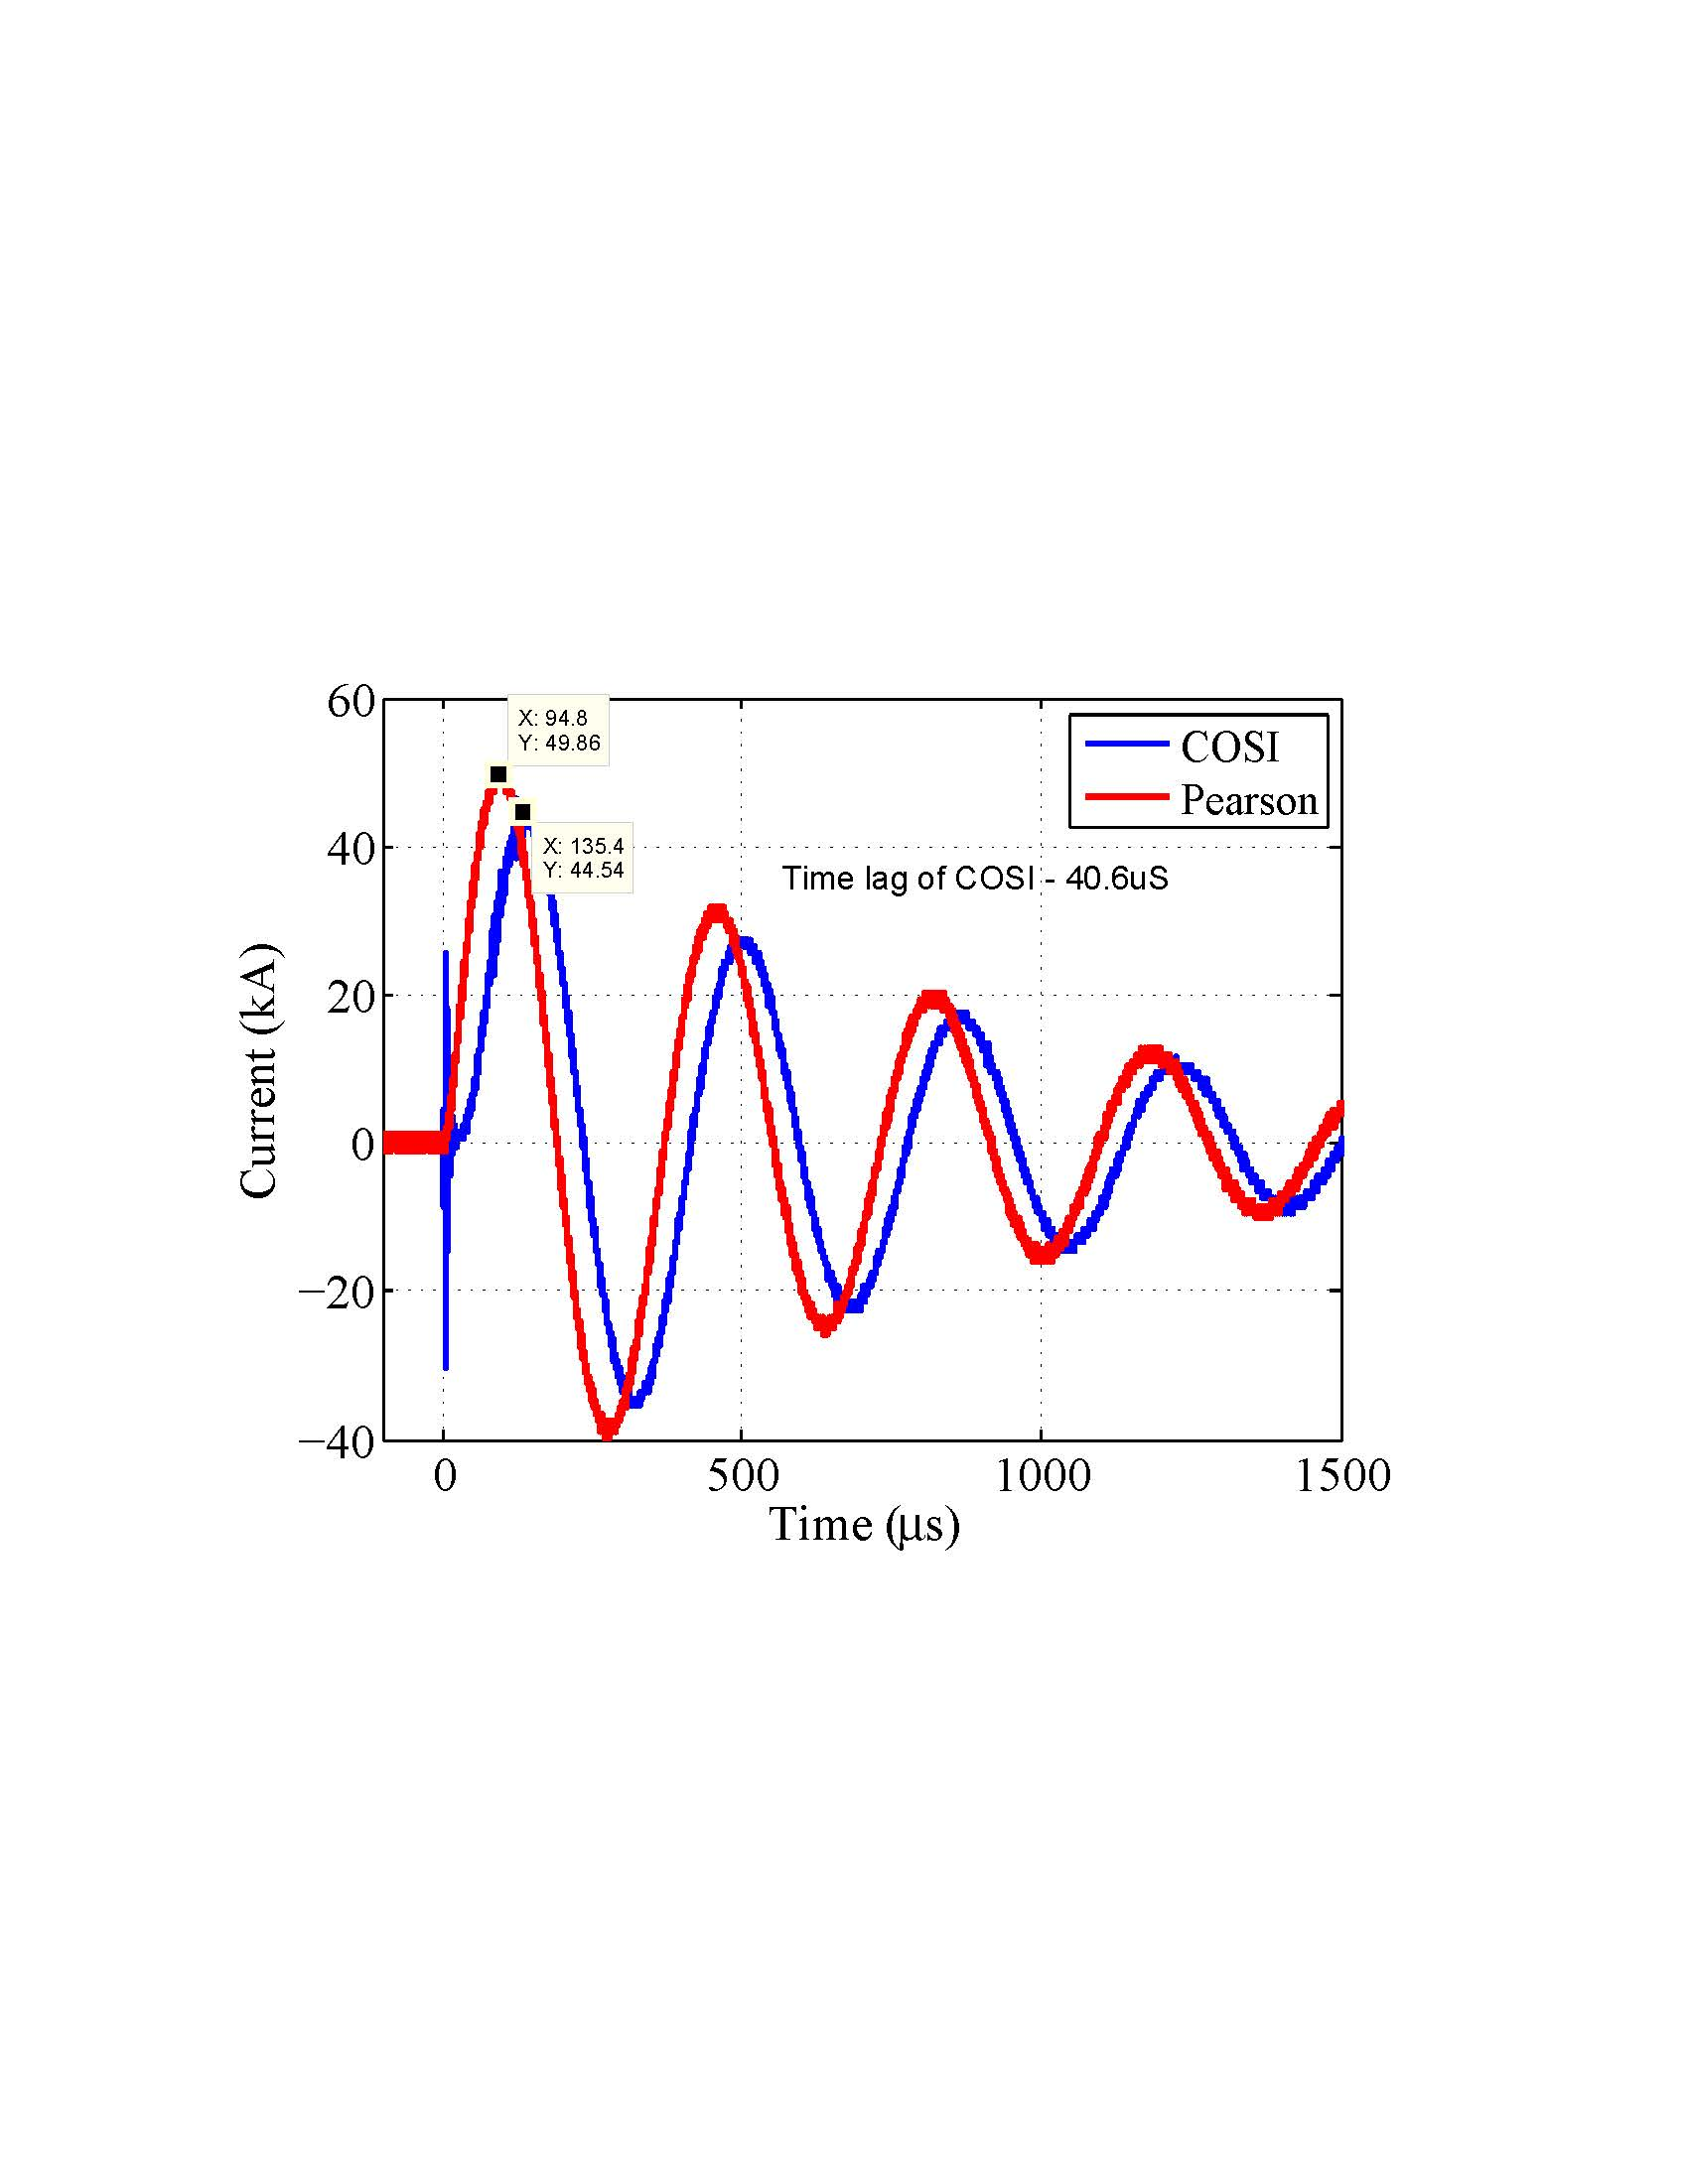 60
40
20
0
−20
−40
Current (kA)
X: 94.8
Y: 49.86
X: 135.4
Y: 44.54
COSI
Pearson
Time lag of COSI - 40.6uS
0
500
1000
1500
Time (μs)